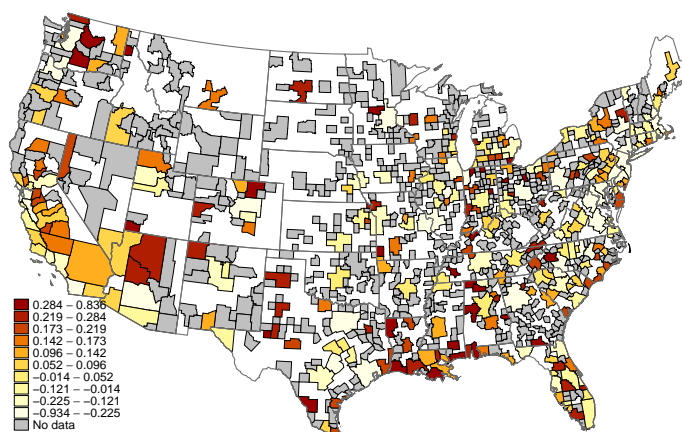 0.284 – 0.836
0.219 – 0.284
0.173 – 0.219
0.142 – 0.173
0.096 – 0.142
0.052 – 0.096
−0.014 – 0.052
−0.121 – −0.014
−0.225 – −0.121
−0.934 – −0.225
No data